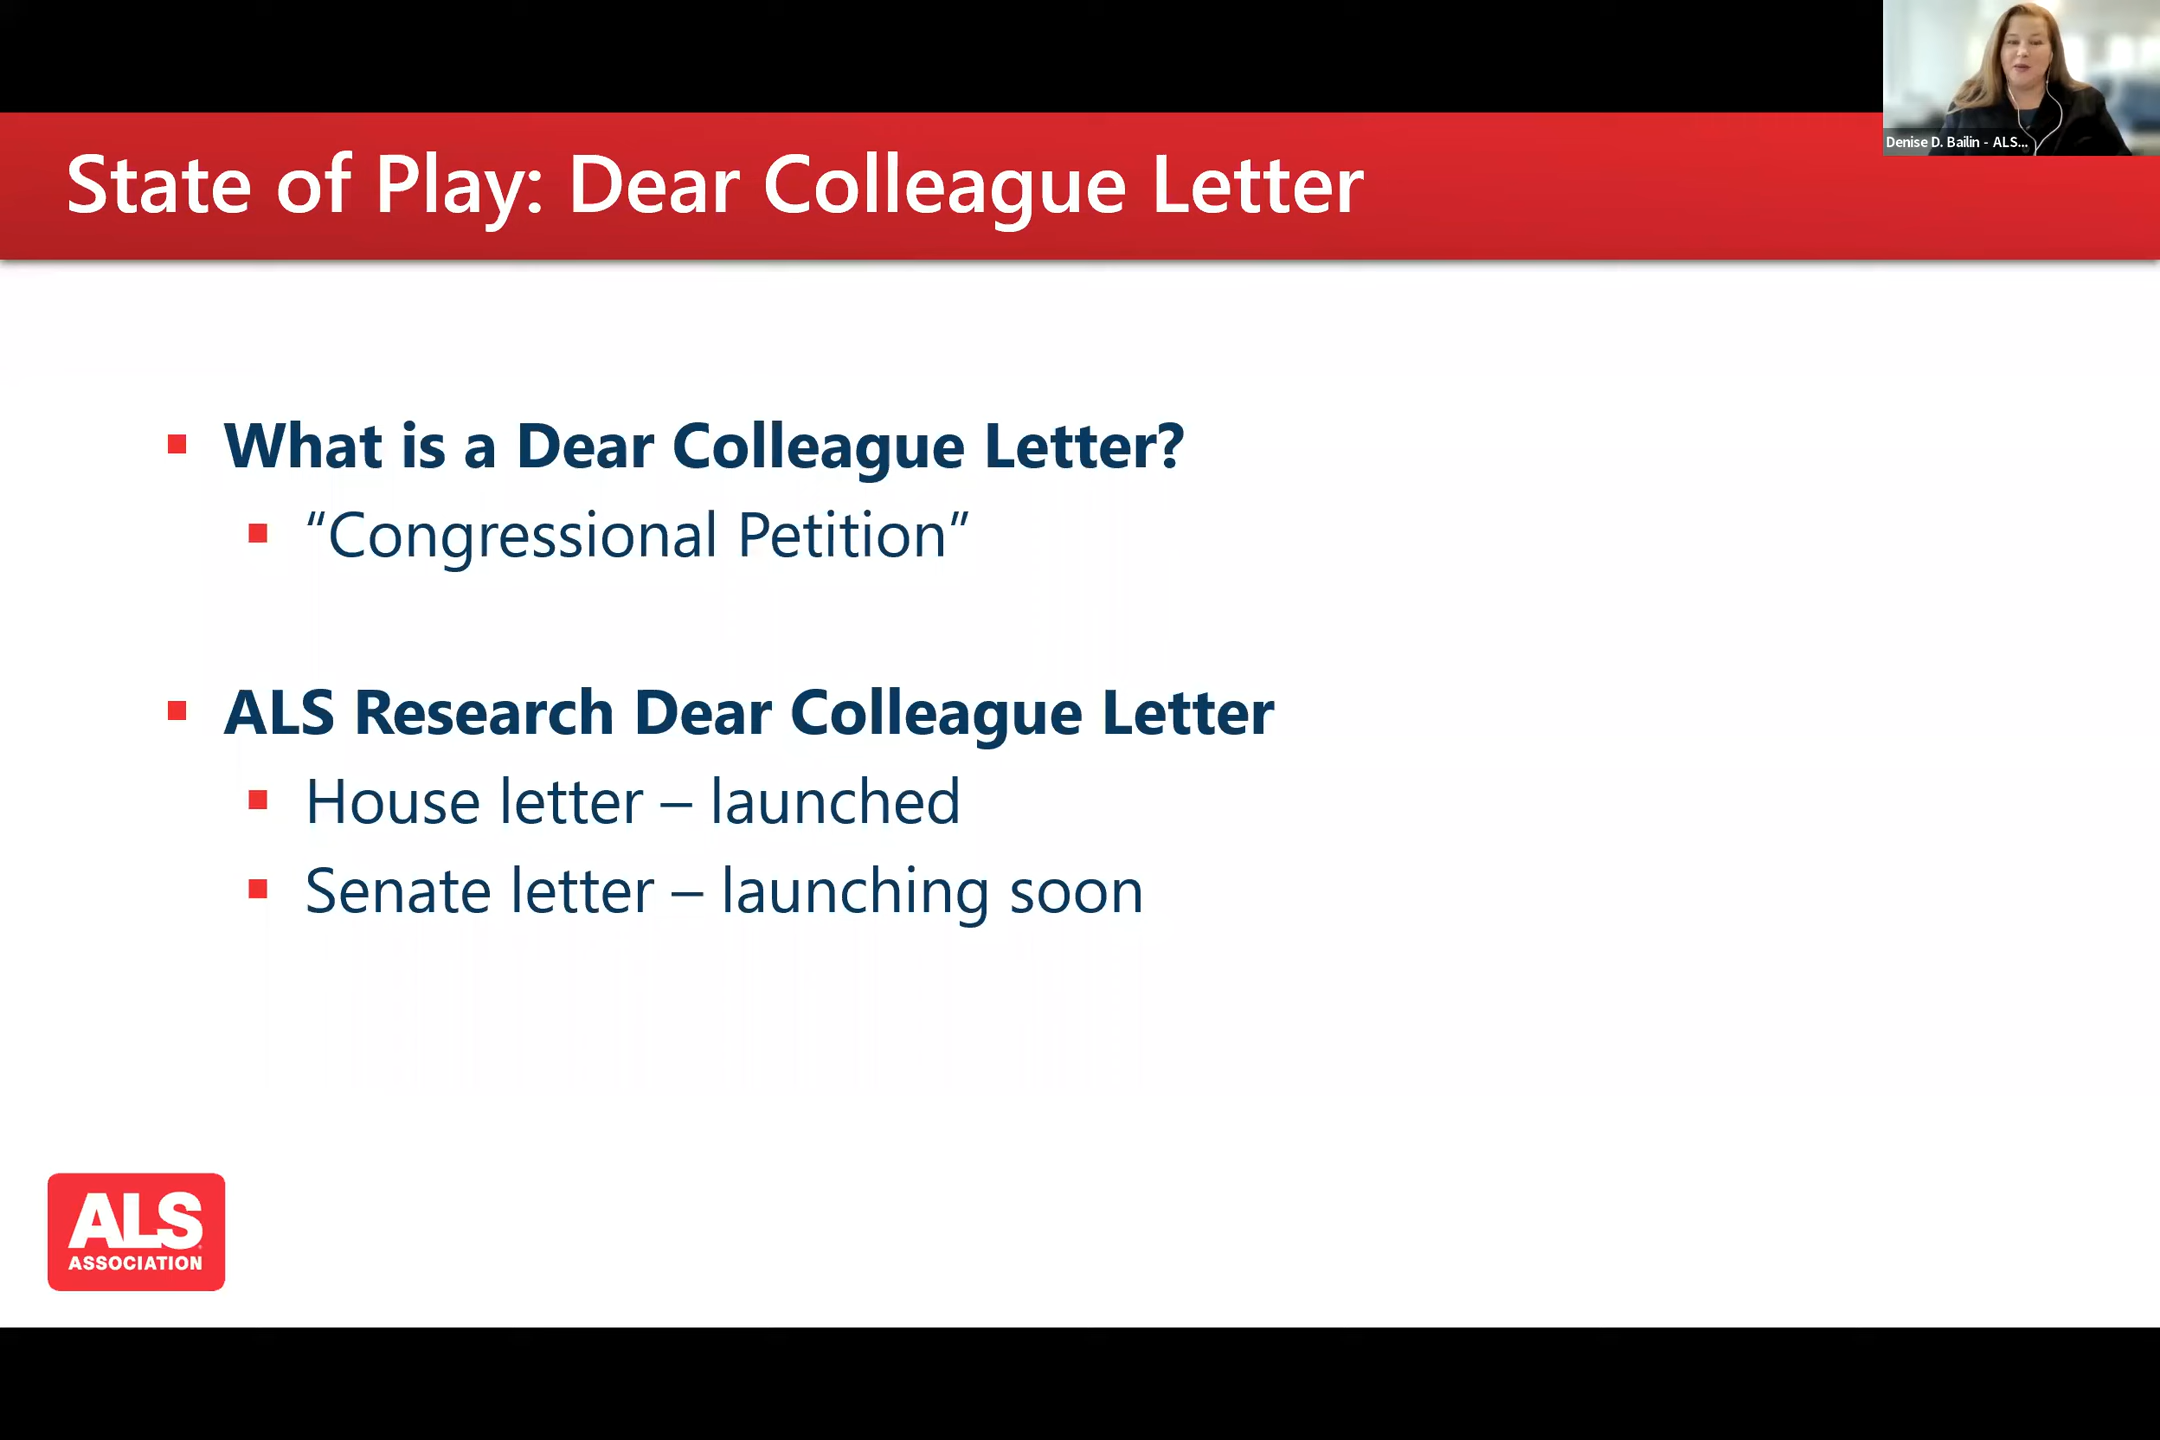 Denise D. Bailin - ALS...
State of Play: Dear Colleague Letter
What is a Dear Colleague Letter?
“Congressional Petition”
ALS Research Dear Colleague Letter
House letter – launched
Senate letter – launching soon
ALS
ASSOCIATION